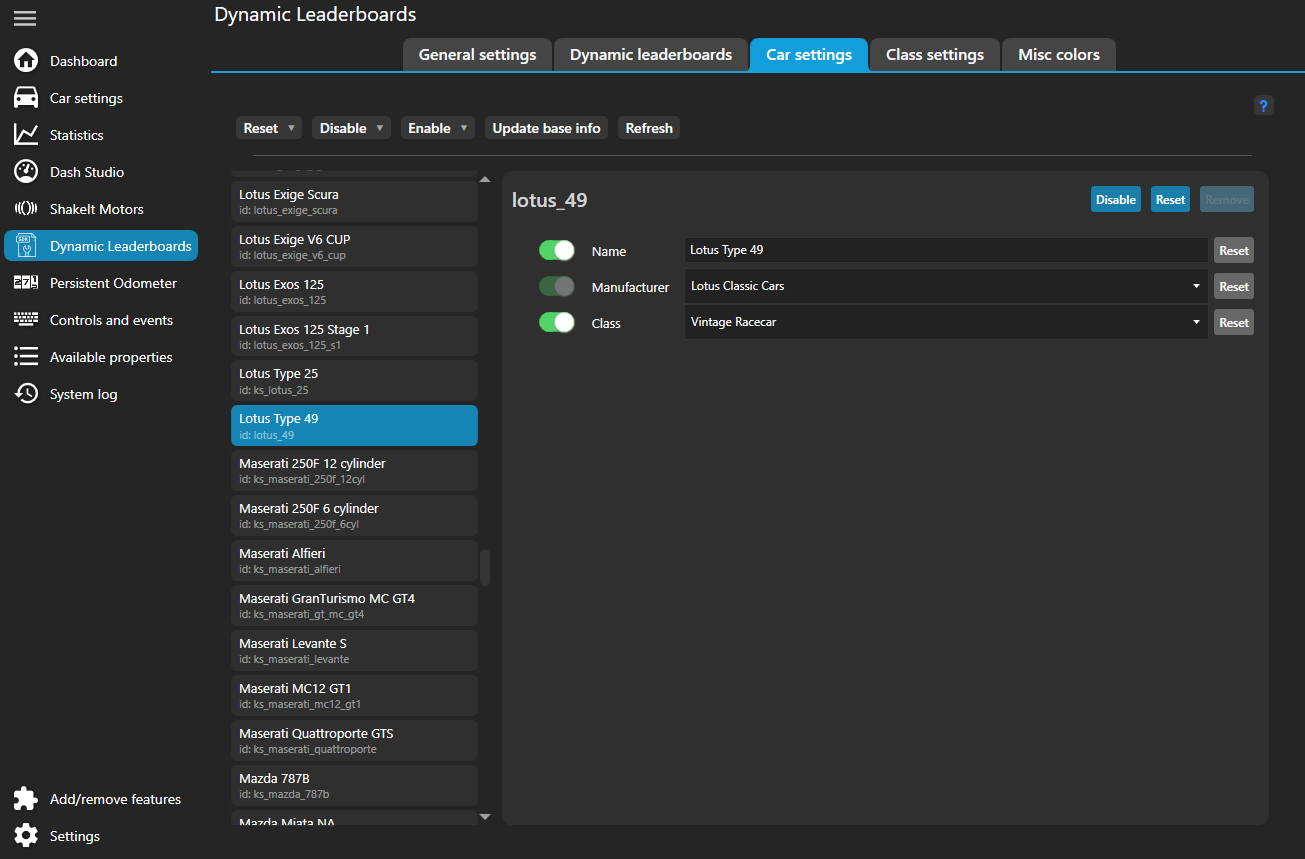 Dynamic Leaderboards
General settings
Dynamic leaderboards
Car settings
Class settings
Misc colors
Dashboard
Car settings
Statistics
Dash Studio
ShakeIt Motors
Dynamic Leaderboards
Persistent Odometer
Controls and events
Available properties
System log
Add/remove features
Settings
?
Reset
Disable
Enable
Update base info
Refresh
Lotus Exige Scura
id: lotus_exige_scura
Lotus Exige V6 CUP
id: lotus_exige_v6_cup
Lotus Exos 125
id: lotus_exos_125
Lotus Exos 125 Stage 1
id: lotus_exos_125_s1
Lotus Type 25
id: ks_lotus_25
Lotus Type 49
id: lotus_49
Maserati 250F 12 cylinder
id: ks_maserati_250f_12cyl
Maserati 250F 6 cylinder
id: ks_maserati_250f_6cyl
Maserati Alfieri
id: ks_maserati_alfieri
Maserati GranTurismo MC GT4
id: ks_maserati_gt_mc_gt4
Maserati Levante S
id: ks_maserati_levante
Maserati MC12 GT1
id: ks_maserati_mc12_gt1
Maserati Quattroporte GTS
id: ks_maserati_quattroporte
Mazda 787B
id: ks_mazda_787b
Mazda Miata NA
lotus_49
Disable
Reset
Remove
Name
Lotus Type 49
Reset
Manufacturer
Lotus Classic Cars
Reset
Class
Vintage Racecar
Reset